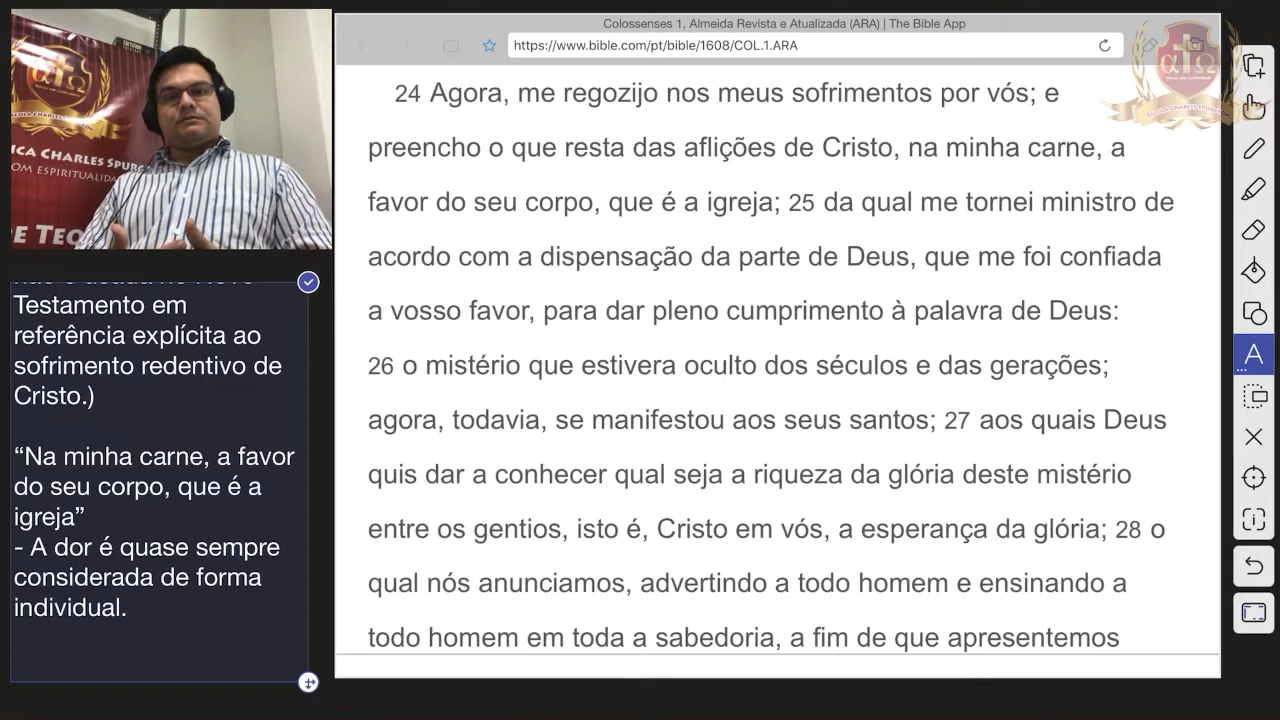 Colossenses 1, Almeida Revista e Atualizada (ARA) | The Bible App
https://www.bible.com/pt/bible/1608/COL.1.ARA
24 Agora, me regozijo nos meus sofrimentos por vós; e
preencho o que resta das aflições de Cristo, na minha carne, a
favor do seu corpo, que é a igreja; 25 da qual me tornei ministro de
acordo com a dispensação da parte de Deus, que me foi confiada
a vosso favor, para dar pleno cumprimento à palavra de Deus:
26 o mistério que estivera oculto dos séculos e das gerações;
agora, todavia, se manifestou aos seus santos; 27 aos quais Deus
quis dar a conhecer qual seja a riqueza da glória deste mistério
entre os gentios, isto é, Cristo em vós, a esperança da glória; 28 o
qual nós anunciamos, advertindo a todo homem e ensinando a
todo homem em toda a sabedoria, a fim de que apresentemos
ICA CHARLES SPURG
OM ESPIRITUALIDA
E TEO
Testamento em
referência explícita ao
sofrimento redentivo de
Cristo.)
“Na minha carne, a favor
do seu corpo, que é a
igreja”
- A dor é quase sempre
considerada de forma
individual.
α Ω
A